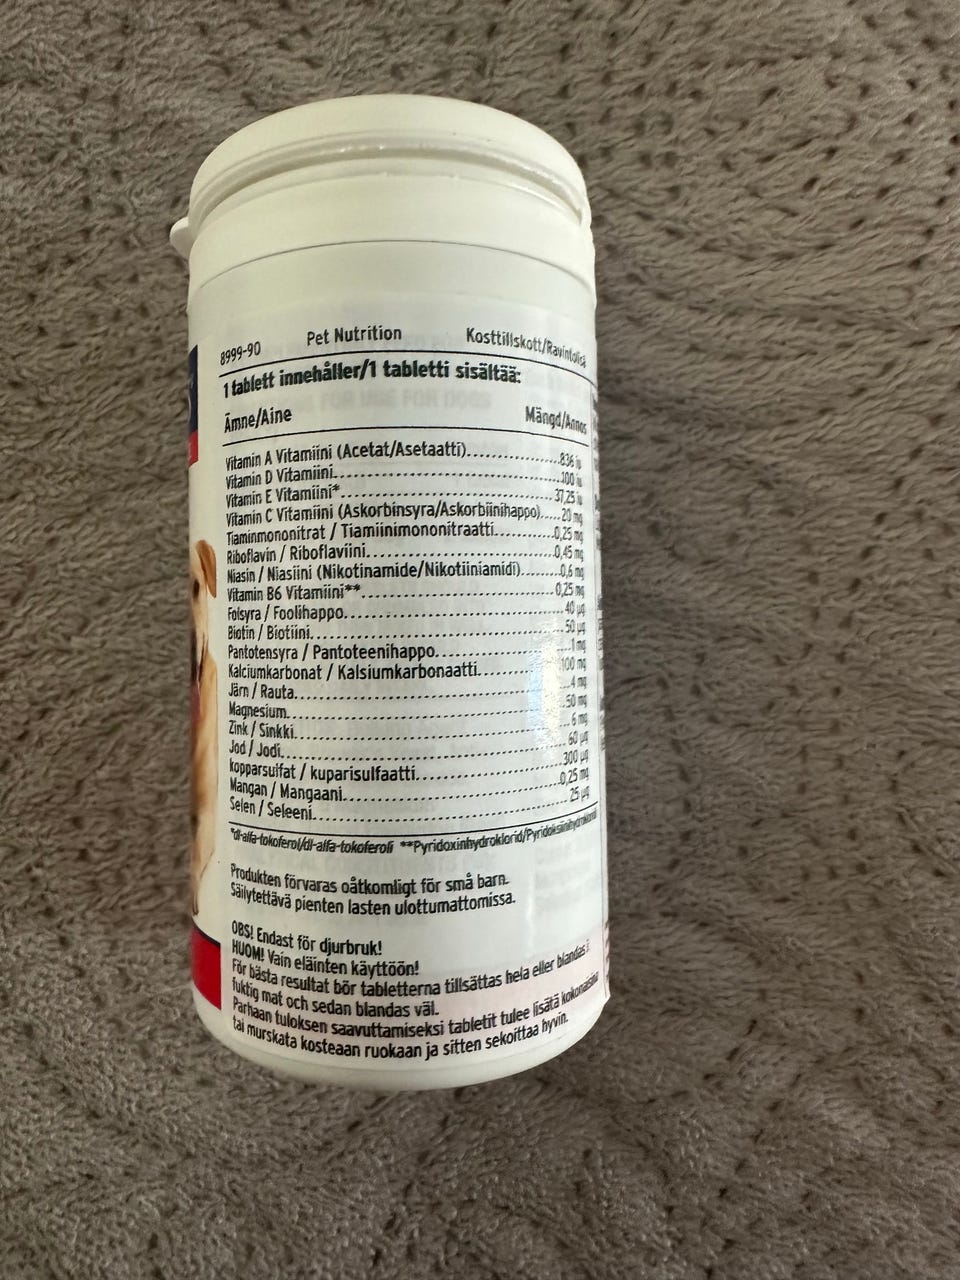 8999-90 Pet Nutrition Kosttillskott/Ravintolisä
1 tablett innehåller/1 tabletti sisältää:
Ämne/Aine Mängd/Annos
Vitamin A Vitamiini (Acetat/Asetaatti)..................836 iu
Vitamin D Vitamiini..................100 iu
Vitamin E Vitamiini*..................37,25 iu
Vitamin C Vitamiini (Askorbinsyra/Askorbiinihappo).....20 mg
Tiaminmononitrat / Tiamiinimononitraatti..................0,25 mg
Riboflavin / Riboflaviini..................0,45 mg
Niasin / Niasiini (Nikotinamide/Nikotiiniamidi)..........0,6 mg
Vitamin B6 Vitamiini**..................0,25 mg
Folsyra / Foolihappo..................40 µg
Biotin / Biotiini..................50 µg
Pantotensyra / Pantoteenihappo..................1 mg
Kalciumkarbonat / Kalsiumkarbonaatti..................100 mg
Järn / Rauta..................4 mg
Magnesium..................50 mg
Zink / Sinkki..................6 mg
Jod / Jodi..................60 µg
kopparsulfat / kuparisulfaatti..................300 µg
Mangan / Mangaani..................0,25 mg
Selen / Seleeni..................25 µg
*dl-alfa-tokoferol/dl-alfa-tokoferoli **Pyridoxinhydroklorid/Pyridoksiinihydrokloridi
Produkten förvaras oåtkomligt för små barn.
Säilytettävä pienten lasten ulottumattomissa.
OBS! Endast för djurbruk!
HUOM! Vain eläinten käyttöön!
För bästa resultat bör tabletterna tillsättas hela eller blandas i
fuktig mat och sedan blandas väl.
Parhaan tuloksen saavuttamiseksi tabletit tulee lisätä kokonaisina
tai murskata kosteaan ruokaan ja sitten sekoittaa hyvin.